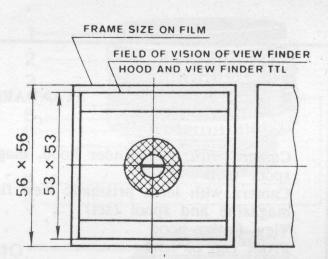 FRAME SIZE ON FILM
FIELD OF VISION OF VIEW FINDER
HOOD AND VIEW FINDER TTL
56 × 56
53 × 53